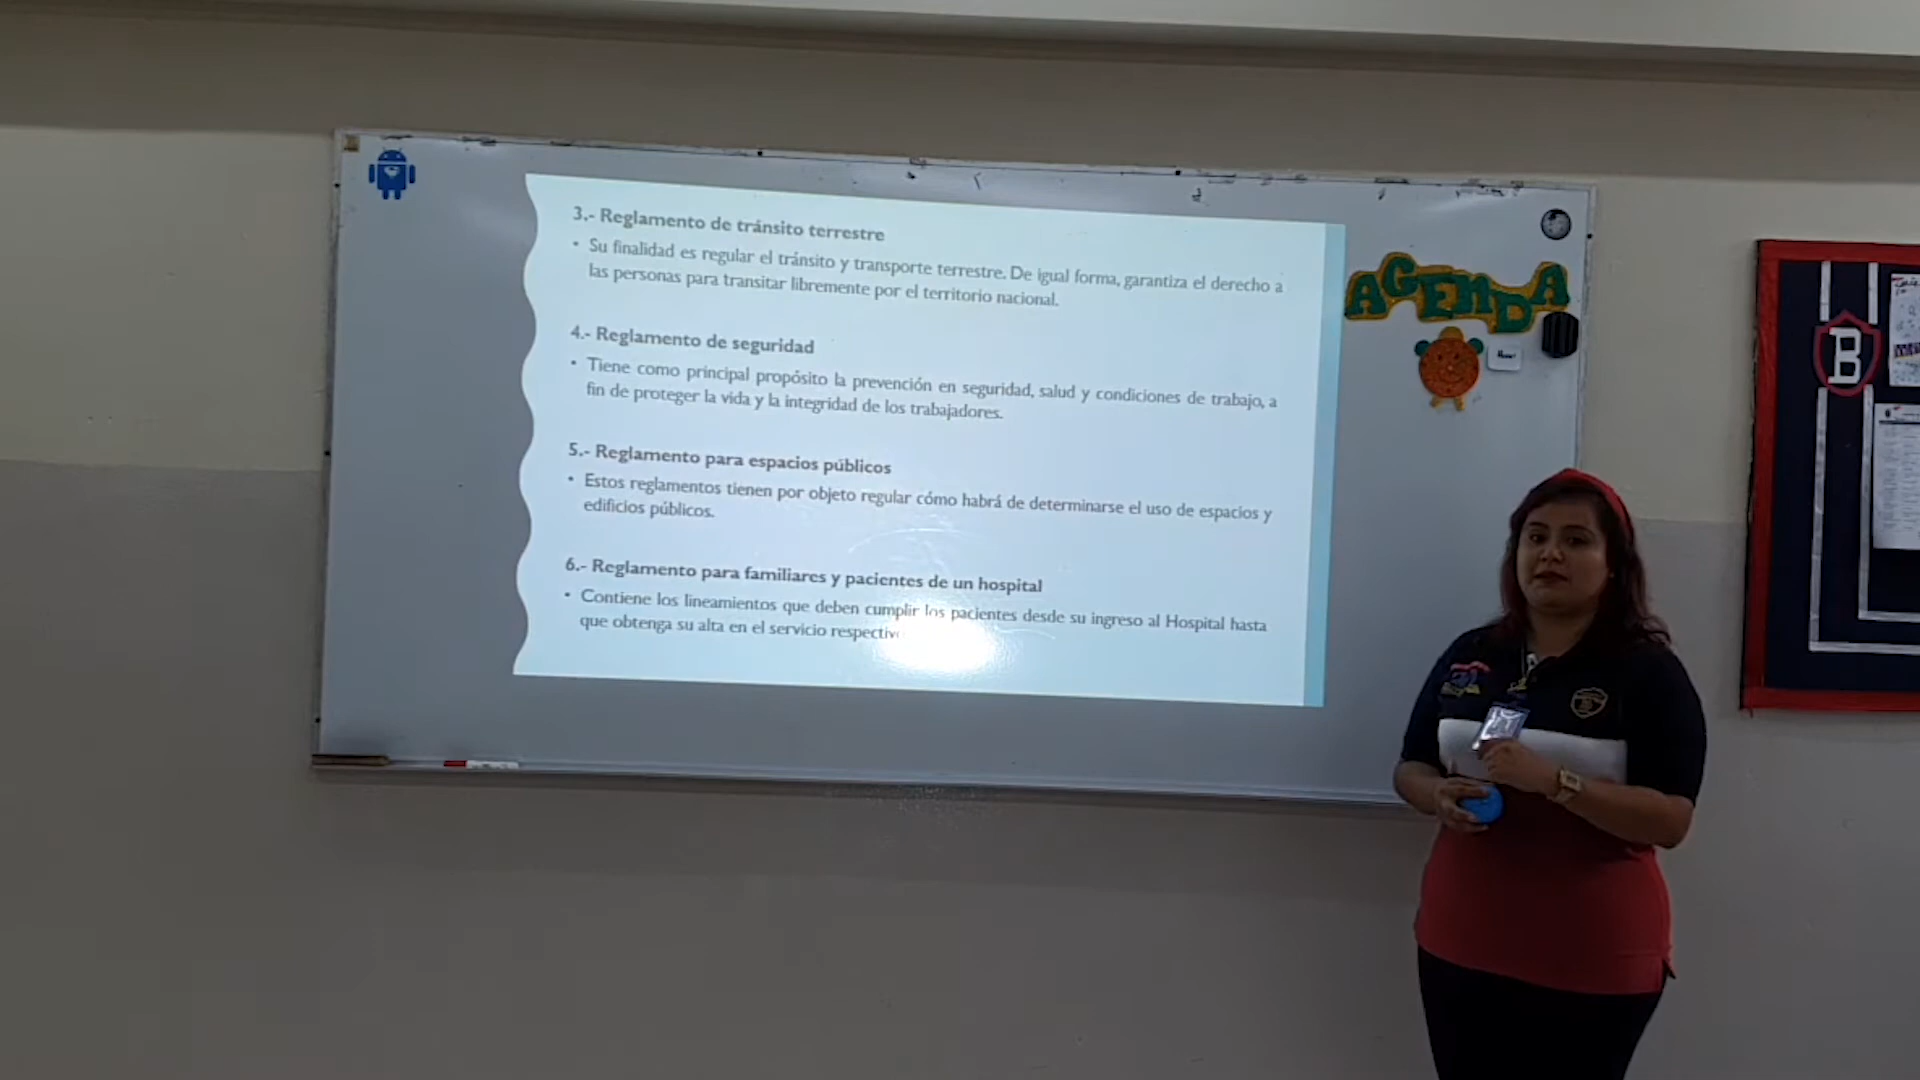 3.- Reglamento de tránsito terrestre
• Su finalidad es regular el tránsito y transporte terrestre. De igual forma, garantiza el derecho a
las personas para transitar libremente por el territorio nacional.
4.- Reglamento de seguridad
• Tiene como principal propósito la prevención en seguridad, salud y condiciones de trabajo, a
fin de proteger la vida y la integridad de los trabajadores.
5.- Reglamento para espacios públicos
• Estos reglamentos tienen por objeto regular cómo habrá de determinarse el uso de espacios y
edificios públicos.
6.- Reglamento para familiares y pacientes de un hospital
• Contiene los lineamientos que deben cumplir los pacientes desde su ingreso al Hospital hasta
que obtenga su alta en el servicio
AGENDA
B